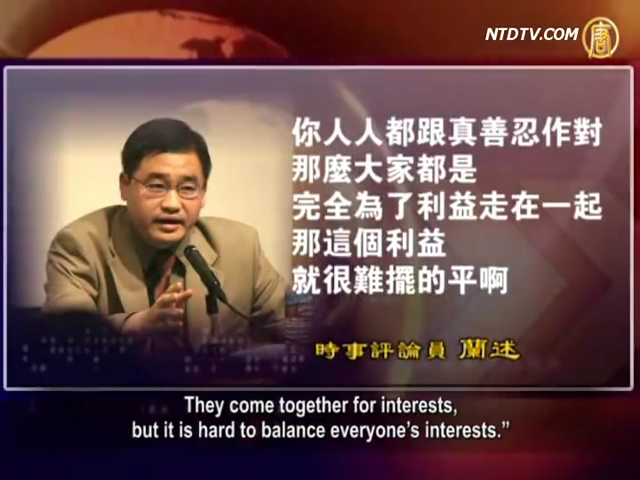 NTDTV.COM
唐
你人人都跟真善忍作對
那麼大家都是
完全為了利益走在一起
那這個利益
就很難擺的平啊
時事評論員 蘭述
They come together for interests,
but it is hard to balance everyone's interests.”